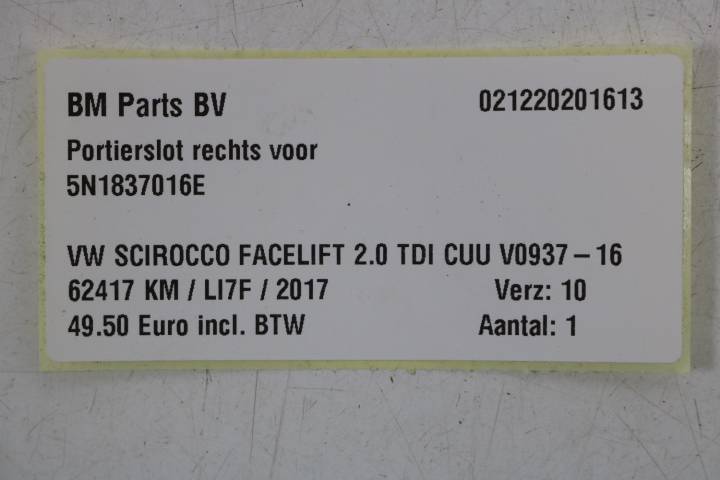 BM Parts BV 021220201613
Portierslot rechts voor
5N1837016E
VW SCIROCCO FACELIFT 2.0 TDI CUU V0937-16
62417 KM / LI7F / 2017 Verz: 10
49.50 Euro incl. BTW Aantal: 1